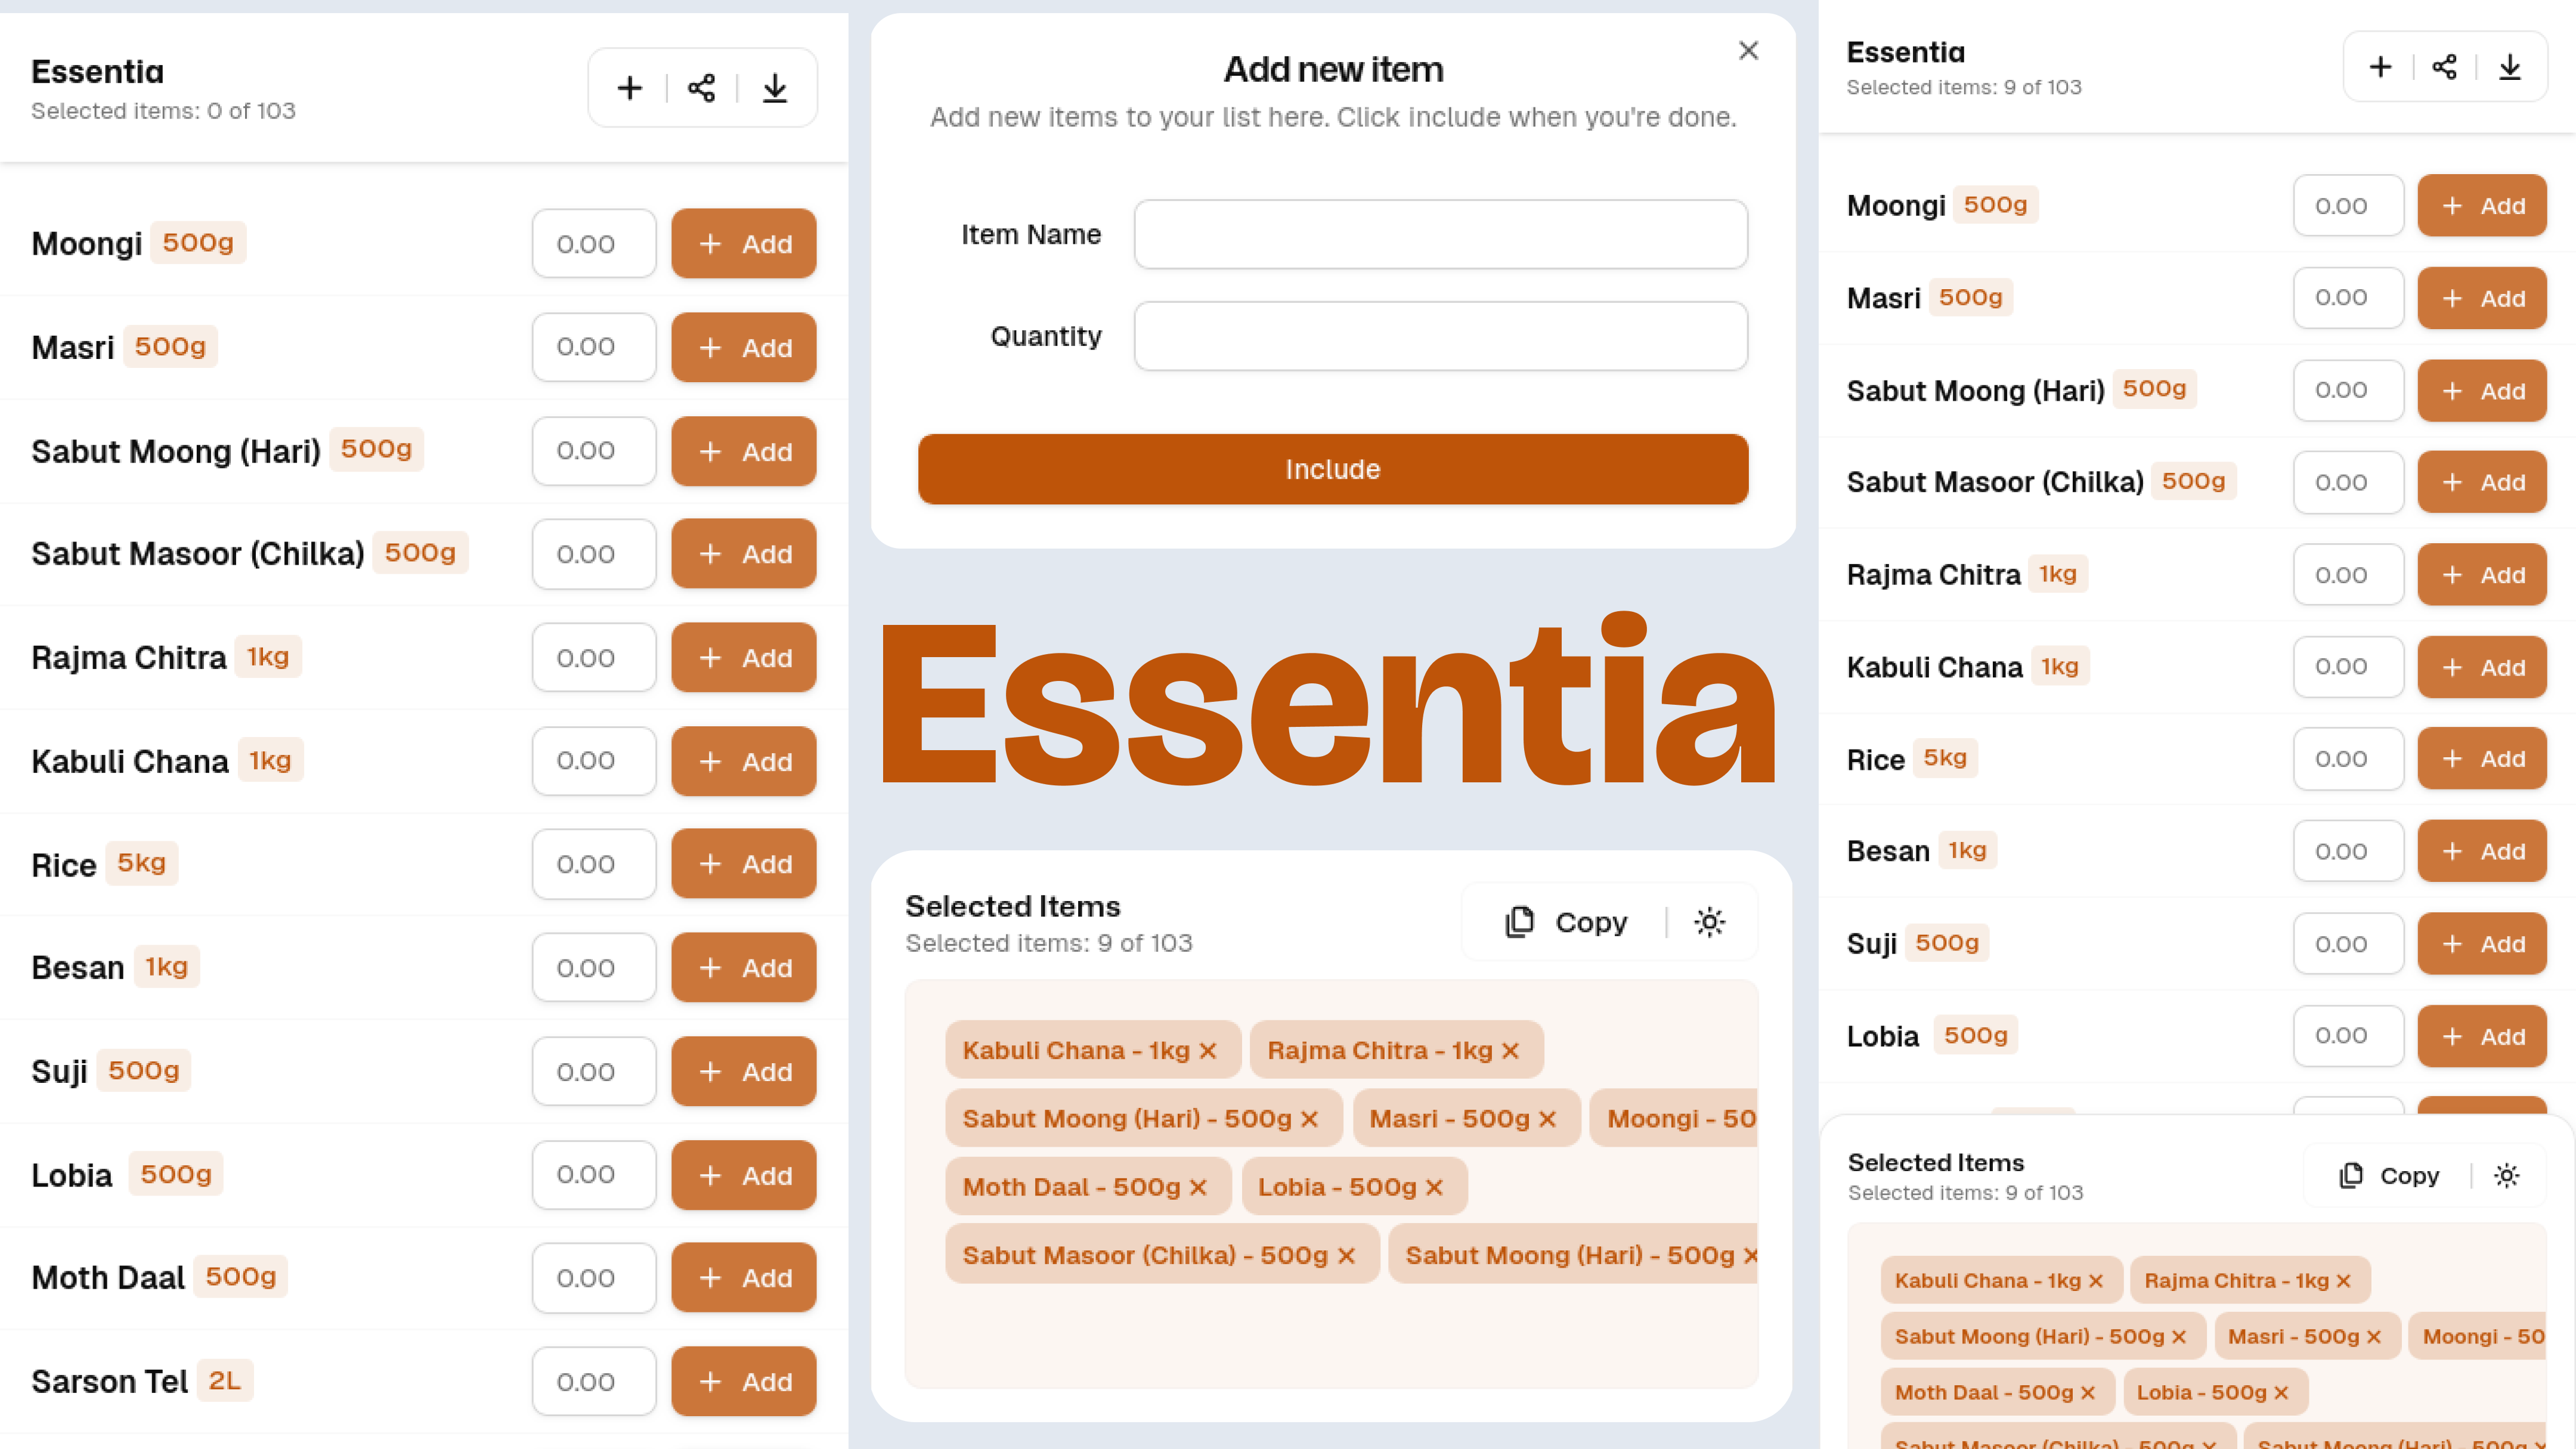 Essentia
Selected items: 0 of 103
Moongi 500g 0.00 + Add
Masri 500g 0.00 + Add
Sabut Moong (Hari) 500g 0.00 + Add
Sabut Masoor (Chilka) 500g 0.00 + Add
Rajma Chitra 1kg 0.00 + Add
Kabuli Chana 1kg 0.00 + Add
Rice 5kg 0.00 + Add
Besan 1kg 0.00 + Add
Suji 500g 0.00 + Add
Lobia 500g 0.00 + Add
Moth Daal 500g 0.00 + Add
Sarson Tel 2L 0.00 + Add
Add new item
Add new items to your list here. Click include when you're done.
Item Name
Quantity
Include
Essentia
Selected Items
Selected items: 9 of 103
Copy
Kabuli Chana - 1kg × Rajma Chitra - 1kg ×
Sabut Moong (Hari) - 500g × Masri - 500g × Moongi - 50
Moth Daal - 500g × Lobia - 500g ×
Sabut Masoor (Chilka) - 500g × Sabut Moong (Hari) - 500g ×
Essentia
Selected items: 9 of 103
Moongi 500g 0.00 + Add
Masri 500g 0.00 + Add
Sabut Moong (Hari) 500g 0.00 + Add
Sabut Masoor (Chilka) 500g 0.00 + Add
Rajma Chitra 1kg 0.00 + Add
Kabuli Chana 1kg 0.00 + Add
Rice 5kg 0.00 + Add
Besan 1kg 0.00 + Add
Suji 500g 0.00 + Add
Lobia 500g 0.00 + Add
Selected Items
Selected items: 9 of 103
Copy
Kabuli Chana - 1kg × Rajma Chitra - 1kg ×
Sabut Moong (Hari) - 500g × Masri - 500g × Moongi - 50
Moth Daal - 500g × Lobia - 500g ×
Sabut Masoor (Chilka) - 500g × Sabut Moong (Hari) - 500g ×